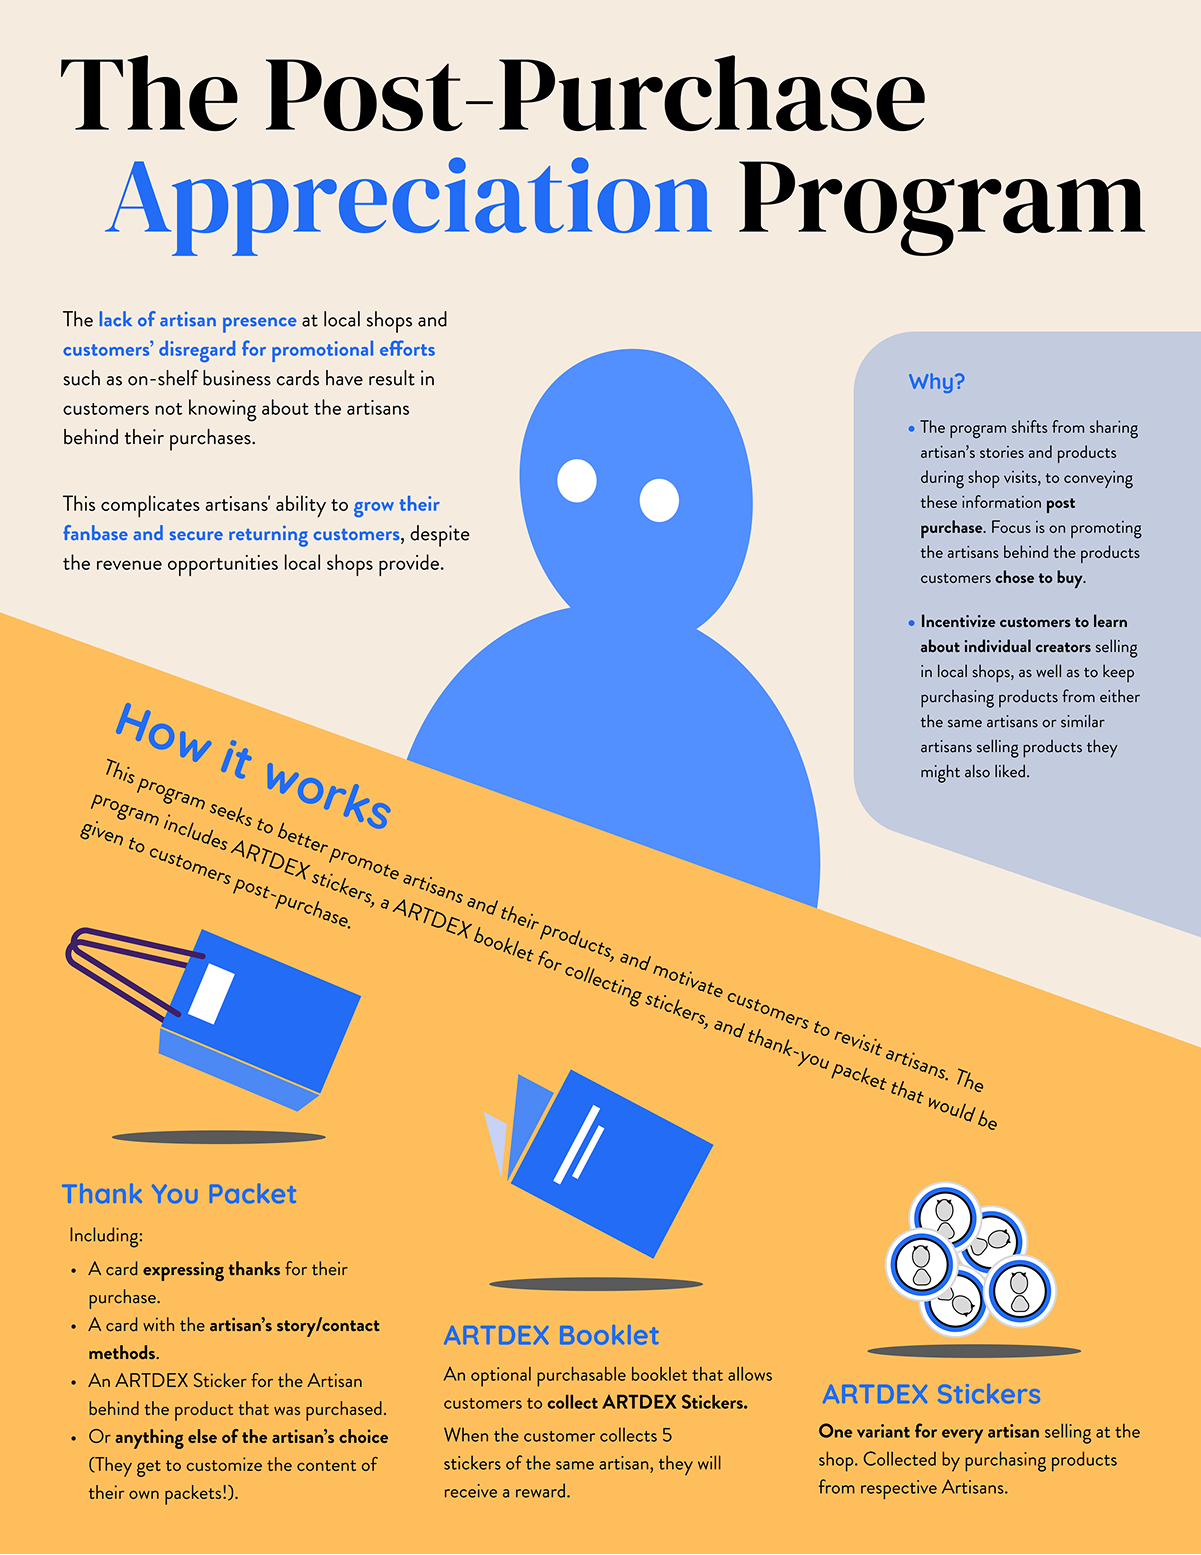 The Post-Purchase
Appreciation Program
The lack of artisan presence at local shops and
customers’ disregard for promotional efforts
such as on-shelf business cards have result in
customers not knowing about the artisans
behind their purchases.
This complicates artisans' ability to grow their
fanbase and secure returning customers, despite
the revenue opportunities local shops provide.
Why?
• The program shifts from sharing
artisan’s stories and products
during shop visits, to conveying
these information post
purchase. Focus is on promoting
the artisans behind the products
customers chose to buy.
• Incentivize customers to learn
about individual creators selling
in local shops, as well as to keep
purchasing products from either
the same artisans or similar
artisans selling products they
might also liked.
How it works
This program seeks to better promote artisans and their products, and motivate customers to revisit artisans. The
program includes ARTDEX stickers, a ARTDEX booklet for collecting stickers, and thank-you packet that would be
given to customers post-purchase.
Thank You Packet
Including:
• A card expressing thanks for their
purchase.
• A card with the artisan’s story/contact
methods.
• An ARTDEX Sticker for the Artisan
behind the product that was purchased.
• Or anything else of the artisan’s choice
(They get to customize the content of
their own packets!).
ARTDEX Booklet
An optional purchasable booklet that allows
customers to collect ARTDEX Stickers.
When the customer collects 5
stickers of the same artisan, they will
receive a reward.
ARTDEX Stickers
One variant for every artisan selling at the
shop. Collected by purchasing products
from respective Artisans.